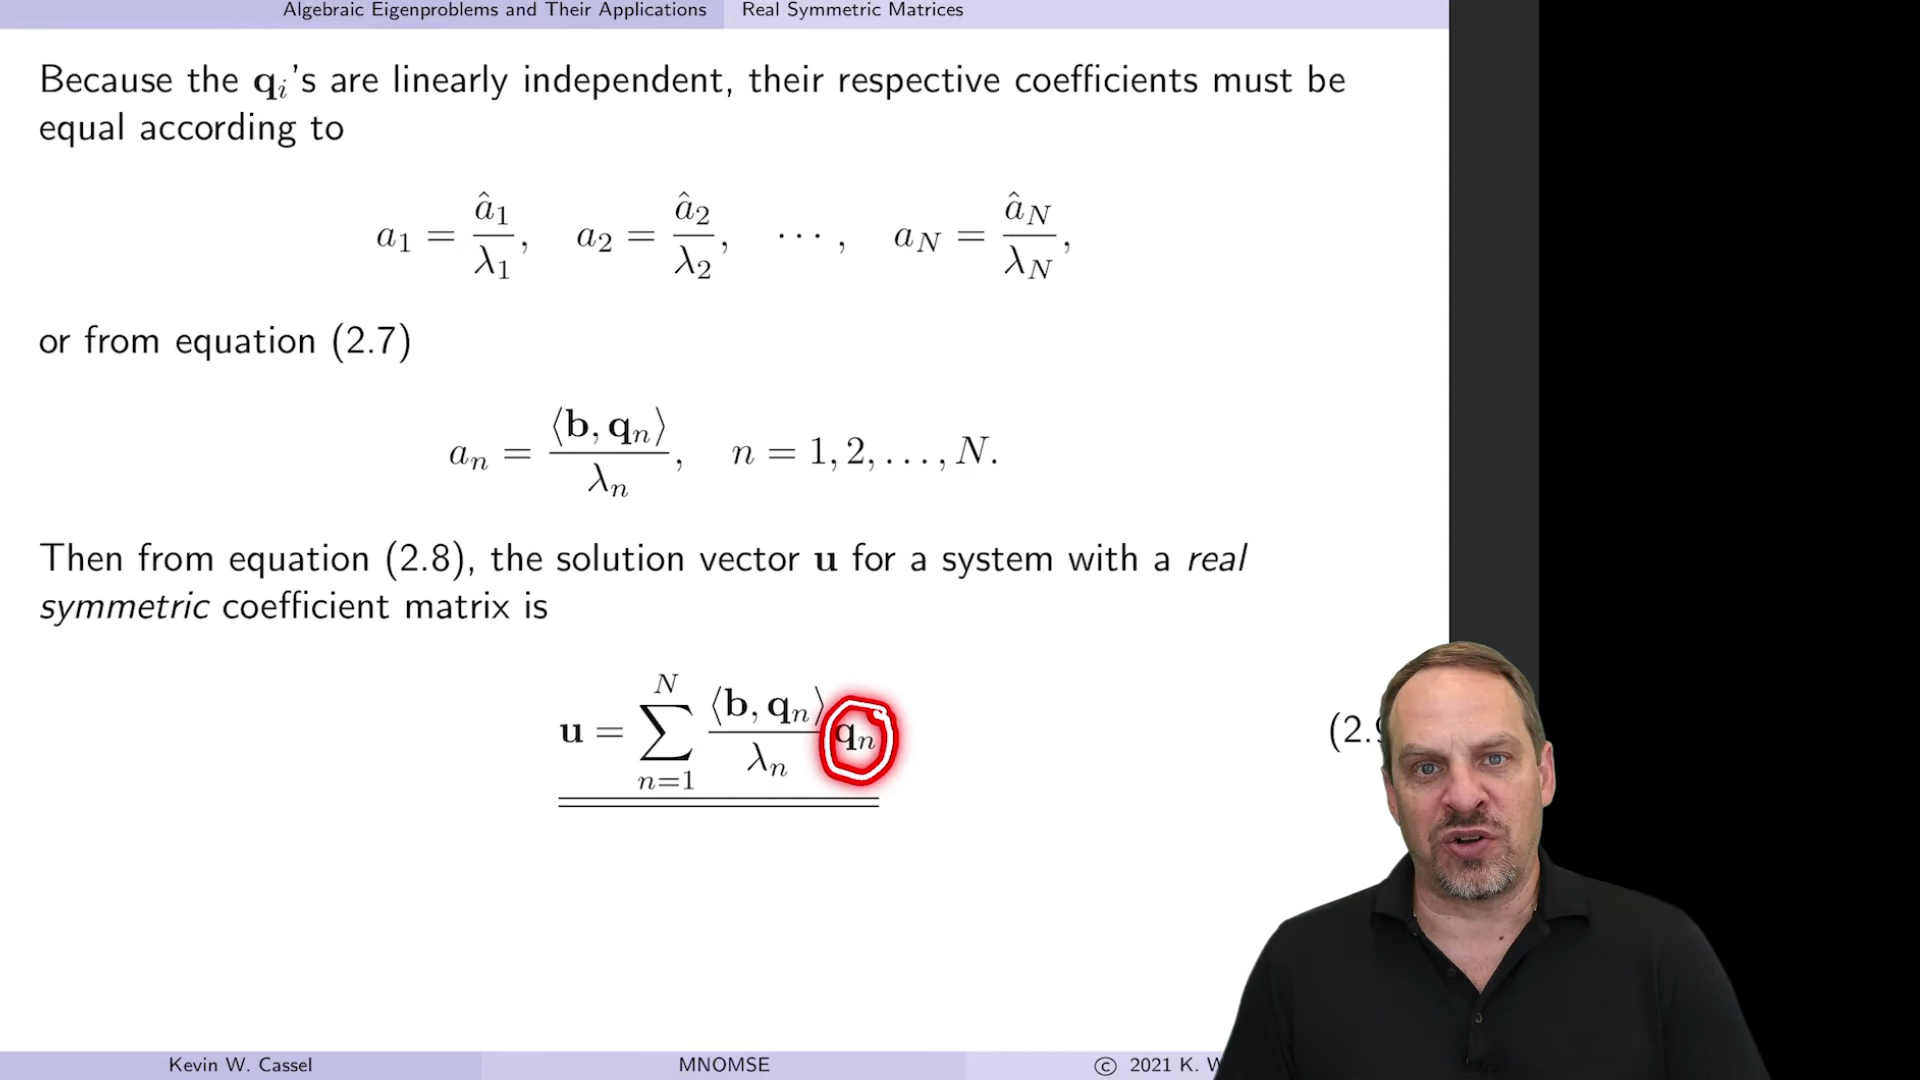 Algebraic Eigenproblems and Their Applications Real Symmetric Matrices
Because the q_i's are linearly independent, their respective coefficients must be
equal according to
a_1 = â_1/λ_1, a_2 = â_2/λ_2, ⋯, a_N = â_N/λ_N,
or from equation (2.7)
a_n = ⟨b, q_n⟩/λ_n, n = 1, 2, . . . , N.
Then from equation (2.8), the solution vector u for a system with a real
symmetric coefficient matrix is
u = ∑_{n=1}^{N} ⟨b, q_n⟩/λ_n q_n
Kevin W. Cassel MNOMSE © 2021 K.